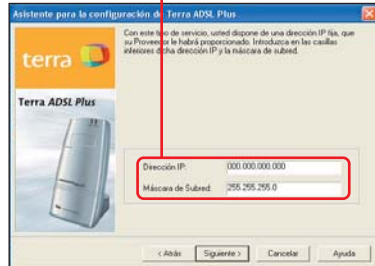 Asistente para la configuración de Terra ADSL Plus
terra
Terra ADSL Plus
Con este tipo de servicio, usted dispone de una dirección IP fija, que
su Proveedor le habrá proporcionado. Introduzca en las casillas
inferiores dicha dirección IP y la máscara de subred.
Dirección IP: 000.000.000.000
Máscara de Subred: 255.255.255.0
< Atrás Siguiente > Cancelar Ayuda